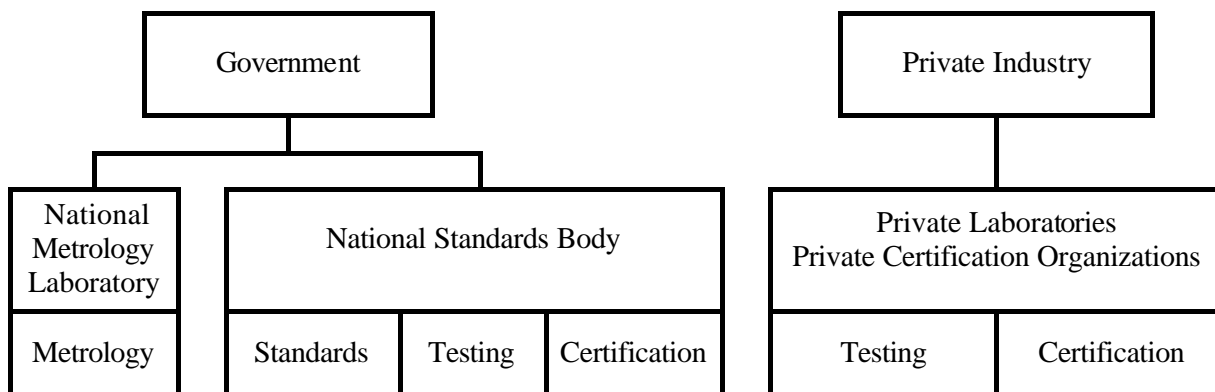 Government
Private Industry
National
Metrology
Laboratory
National Standards Body
Private Laboratories
Private Certification Organizations
Metrology
Standards
Testing
Certification
Testing
Certification